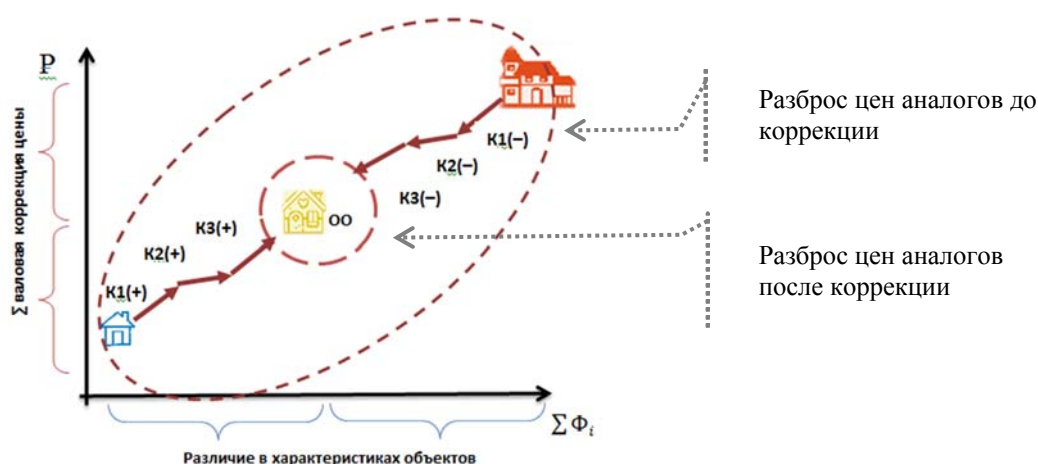 ₽
∑ валовая коррекция цены
К1(–)
К2(–)
К3(–)
ОО
К3(+)
К2(+)
К1(+)
∑ Фi
Различие в характеристиках объектов
Разброс цен аналогов до
коррекции
Разброс цен аналогов
после коррекции